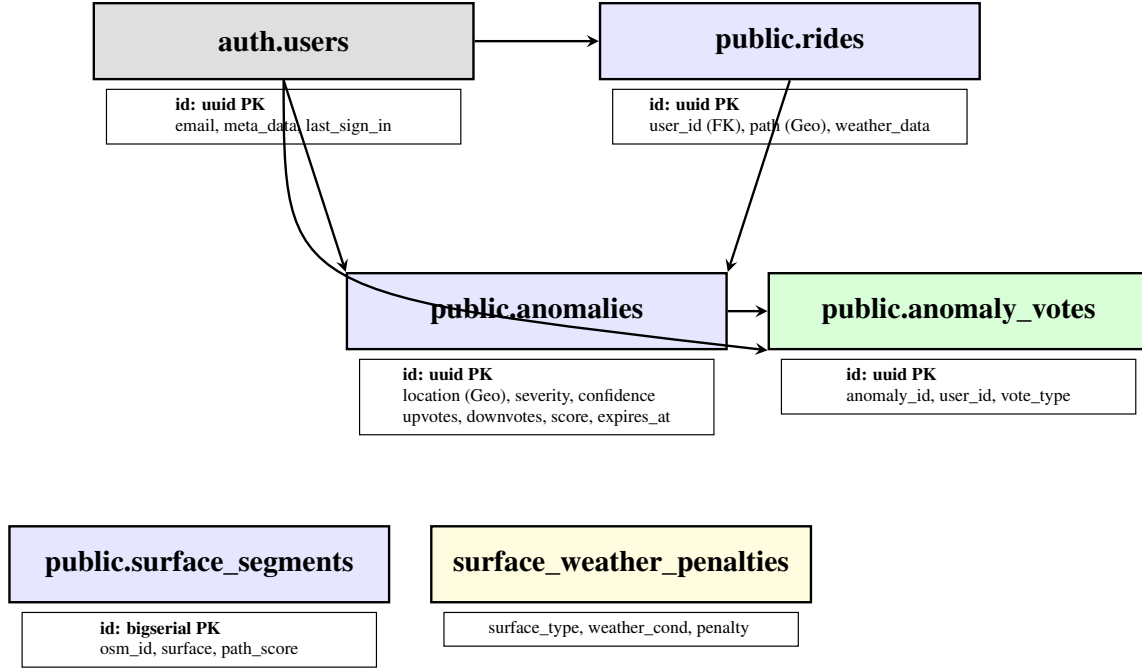 auth.users
id: uuid PK
email, meta_data, last_sign_in
public.rides
id: uuid PK
user_id (FK), path (Geo), weather_data
public.anomalies
id: uuid PK
location (Geo), severity, confidence
upvotes, downvotes, score, expires_at
public.anomaly_votes
id: uuid PK
anomaly_id, user_id, vote_type
public.surface_segments
id: bigserial PK
osm_id, surface, path_score
surface_weather_penalties
surface_type, weather_cond, penalty